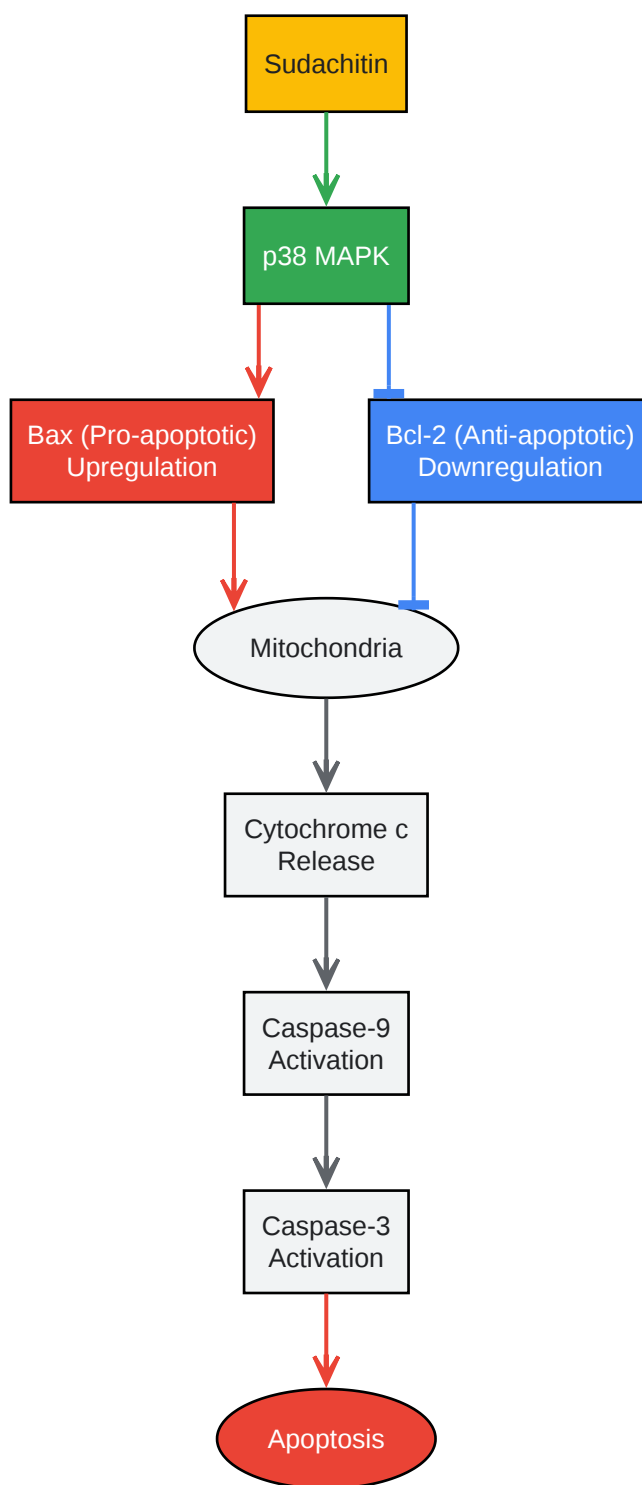 Sudachitin
p38 MAPK
Bax (Pro-apoptotic)
Upregulation
Bcl-2 (Anti-apoptotic)
Downregulation
Mitochondria
Cytochrome c
Release
Caspase-9
Activation
Caspase-3
Activation
Apoptosis